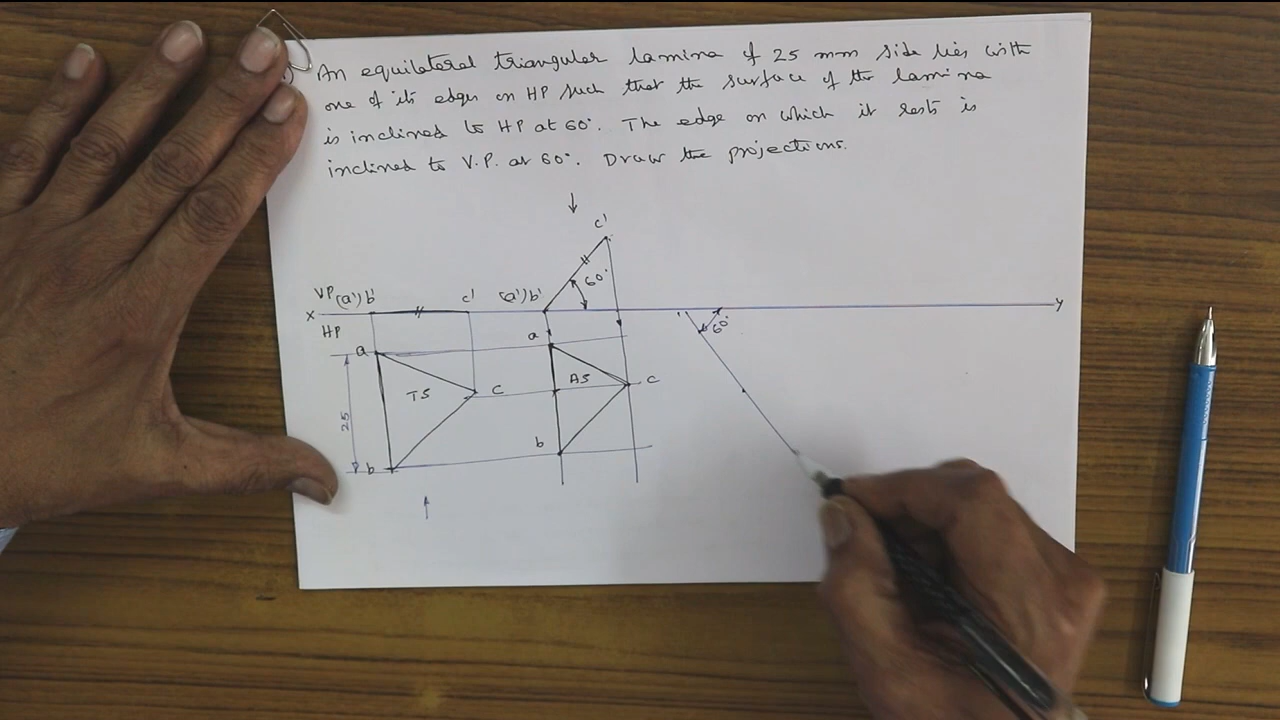 An equilateral triangular lamina of 25 mm side lies with
one of its edges on HP such that the surface of the lamina
is inclined to HP at 60°. The edge on which it rests is
inclined to V.P. at 60°. Draw the projections.
c'
60°
VP (a') b' c' (a') b'
X Y
HP
60°
a a
TS C AS C
25
b b